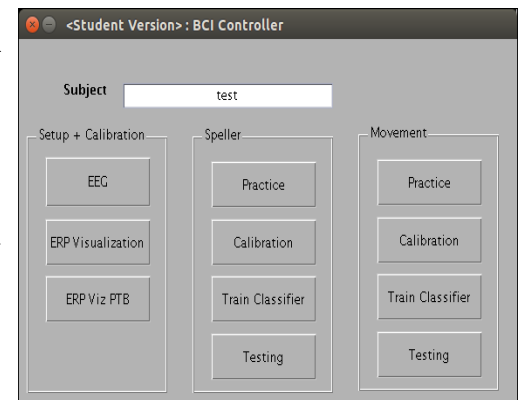 <Student Version> : BCI Controller
Subject
test
Setup + Calibration
EEG
ERP Visualization
ERP Viz PTB
Speller
Practice
Calibration
Train Classifier
Testing
Movement
Practice
Calibration
Train Classifier
Testing